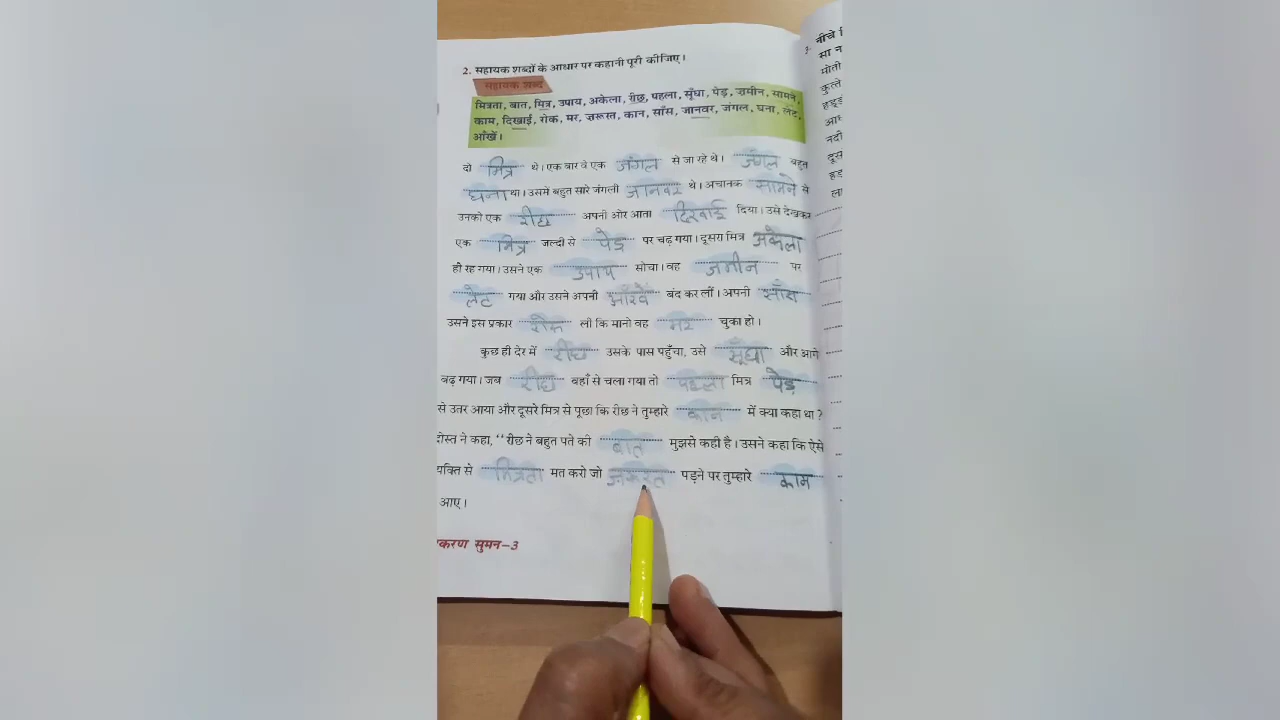 2. सहायक शब्दों के आधार पर कहानी पूरी कीजिए।
सहायक शब्द
मित्रता, बात, मित्र, उपाय, अकेला, रीछ, पहला, सूँघा, पेड़, ज़मीन, सामने,
काम, दिखाई, रोक, मर, ज़रूरत, कान, साँस, जानवर, जंगल, घना, लेट,
आँखें।
दो मित्र थे। एक बार वे एक जंगल से जा रहे थे। जंगल बहुत
घना था। उसमें बहुत सारे जंगली जानवर थे। अचानक सामने से
उनको एक रीछ अपनी ओर आता दिखाई दिया। उसे देखकर
एक मित्र जल्दी से पेड़ पर चढ़ गया। दूसरा मित्र अकेला
ही रह गया। उसने एक उपाय सोचा। वह जमीन पर
लेट गया और उसने अपनी आँखें बंद कर लीं। अपनी साँस
उसने इस प्रकार रोक ली कि मानो वह मर चुका हो।
कुछ ही देर में रीछ उसके पास पहुँचा, उसे सूँघा और आगे
बढ़ गया। जब रीछ वहाँ से चला गया तो पहला मित्र पेड़
से उतर आया और दूसरे मित्र से पूछा कि रीछ ने तुम्हारे कान में क्या कहा था?
दोस्त ने कहा, "रीछ ने बहुत पते की बात मुझसे कही है। उसने कहा कि ऐसे
यक्ति से मित्रता मत करो जो ज़रूरत पड़ने पर तुम्हारे काम
आए।
करण सुमन-3
3. नीचे
सा न
मोती
कुत्ते
हड्ड
आ
नदी
दूस
हड्
ला